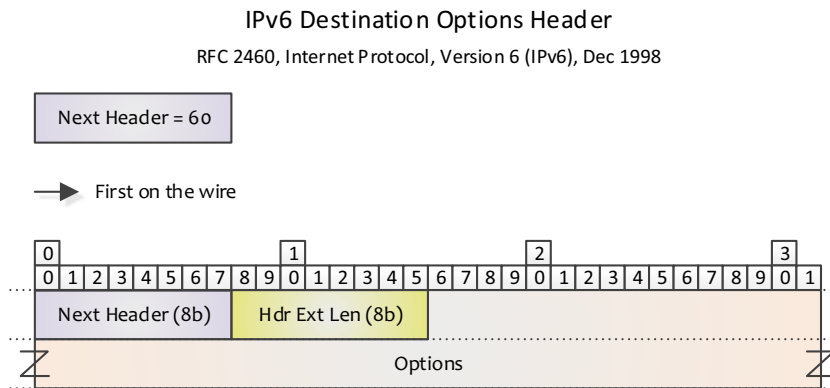 IPv6 Destination Options Header
RFC 2460, Internet Protocol, Version 6 (IPv6), Dec 1998
Next Header = 60
First on the wire
0 1 2 3
0 1 2 3 4 5 6 7 8 9 0 1 2 3 4 5 6 7 8 9 0 1 2 3 4 5 6 7 8 9 0 1
Next Header (8b) Hdr Ext Len (8b)
Options